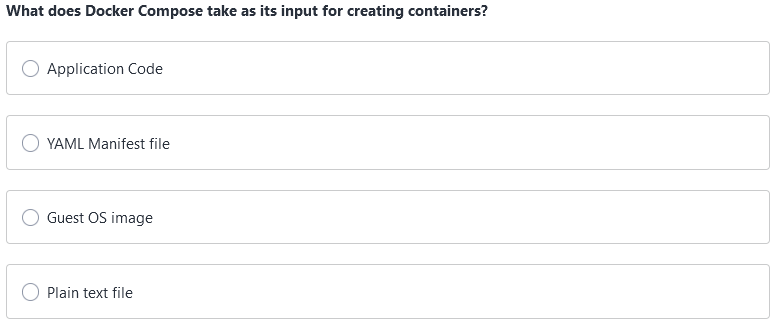 What does Docker Compose take as its input for creating containers?
Application Code
YAML Manifest file
Guest OS image
Plain text file